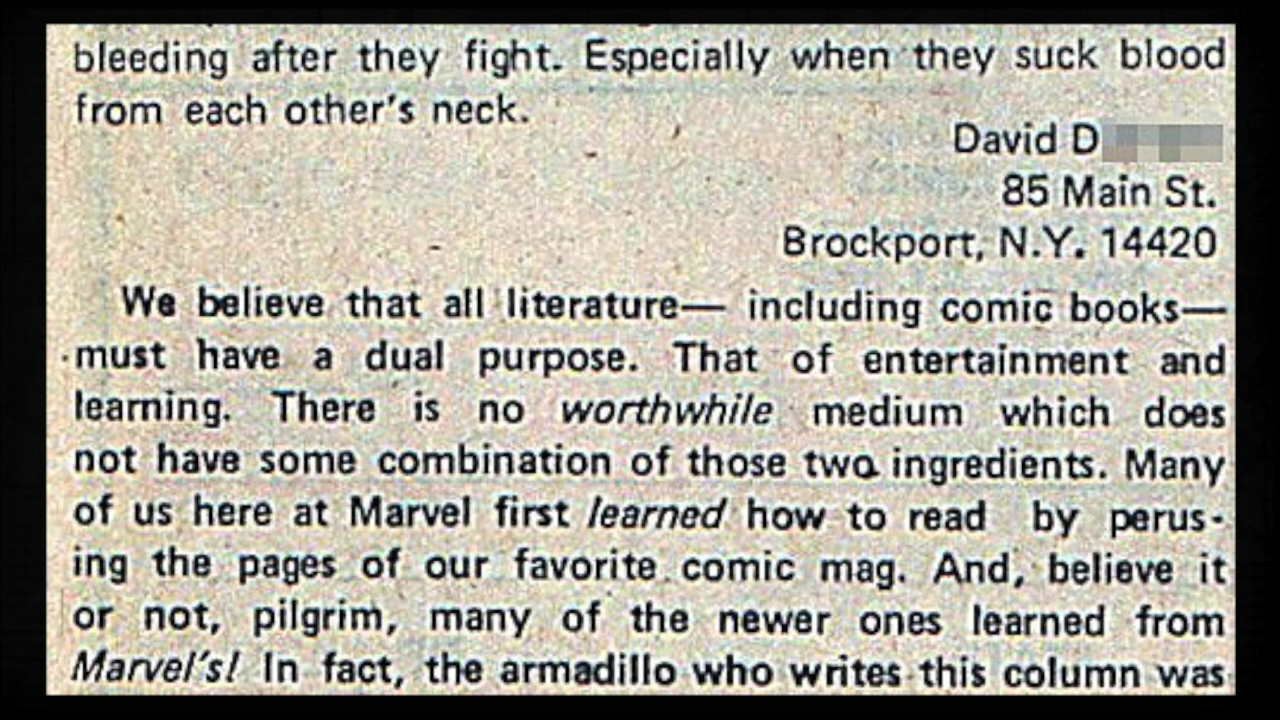 bleeding after they fight. Especially when they suck blood
from each other's neck.
David D
85 Main St.
Brockport, N.Y. 14420
We believe that all literature— including comic books—
must have a dual purpose. That of entertainment and
learning. There is no worthwhile medium which does
not have some combination of those two ingredients. Many
of us here at Marvel first learned how to read by perus-
ing the pages of our favorite comic mag. And, believe it
or not, pilgrim, many of the newer ones learned from
Marvel's! In fact, the armadillo who writes this column was